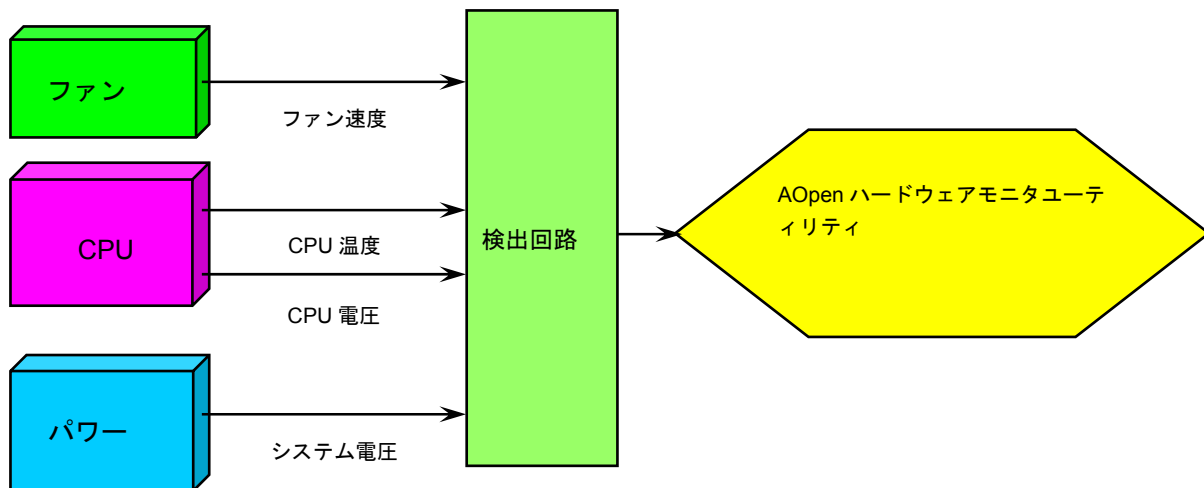 ファン
ファン速度
CPU
CPU 温度
CPU 電圧
パワー
システム電圧
検出回路
AOpen ハードウェアモニタユーテ
ィリティ